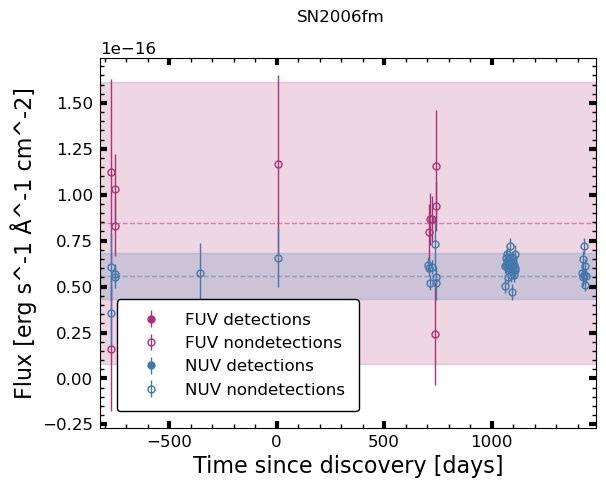 SN2006fm
1e−16
1.50
1.25
1.00
0.75
0.50
0.25
0.00
−0.25
Flux [erg s^-1 Å^-1 cm^-2]
FUV detections
FUV nondetections
NUV detections
NUV nondetections
−500
0
500
1000
Time since discovery [days]